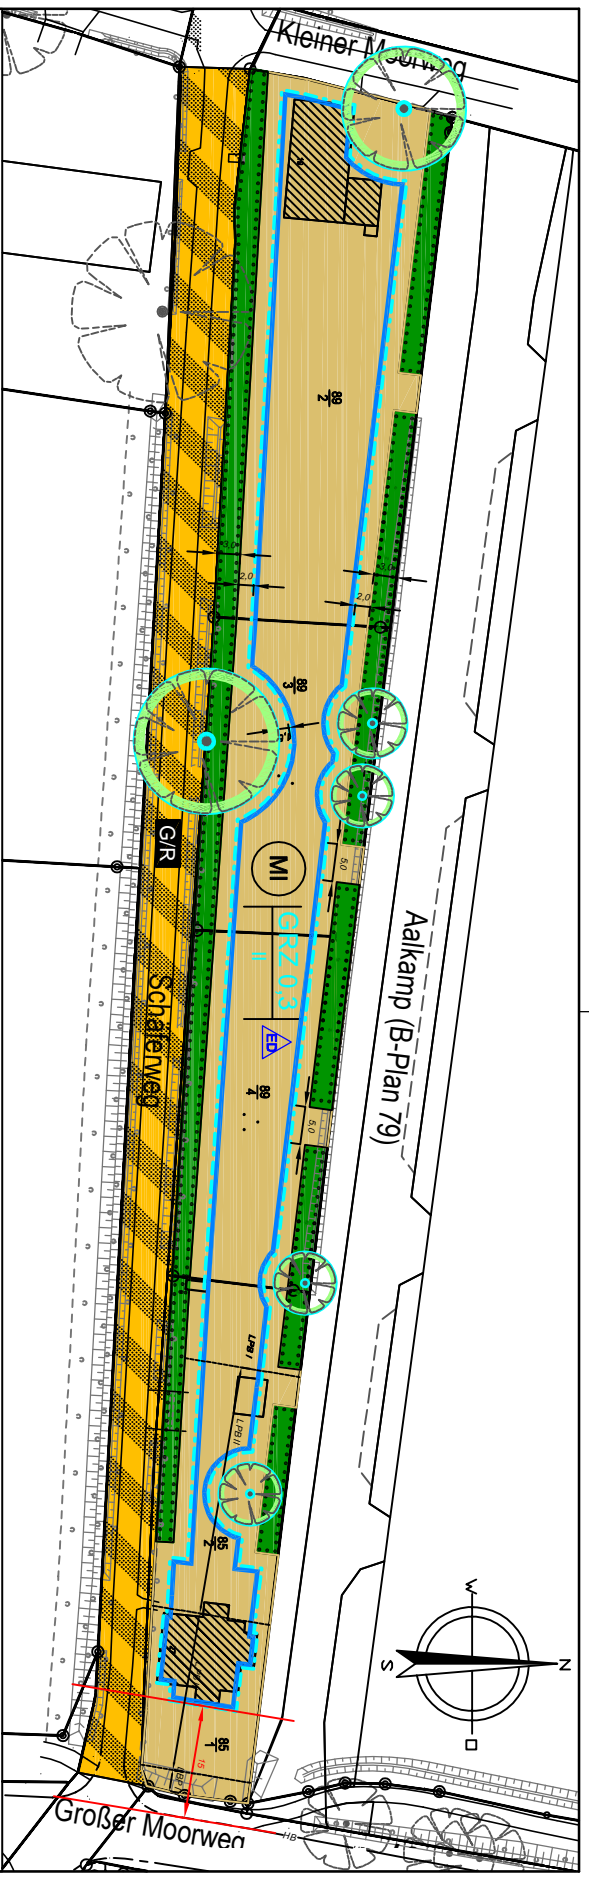 Kleiner Moorweg
16
89
2
3,0
2,0
3,0
2,0
89
3
5,0
G/R
MI
GRZ 0,3
II
ED
Aalkamp (B-Plan 79)
Schäferweg
89
4
5,0
LPB I
LPB II
85
2
W
N
S
85
1
15
Großer Moorweg
HB